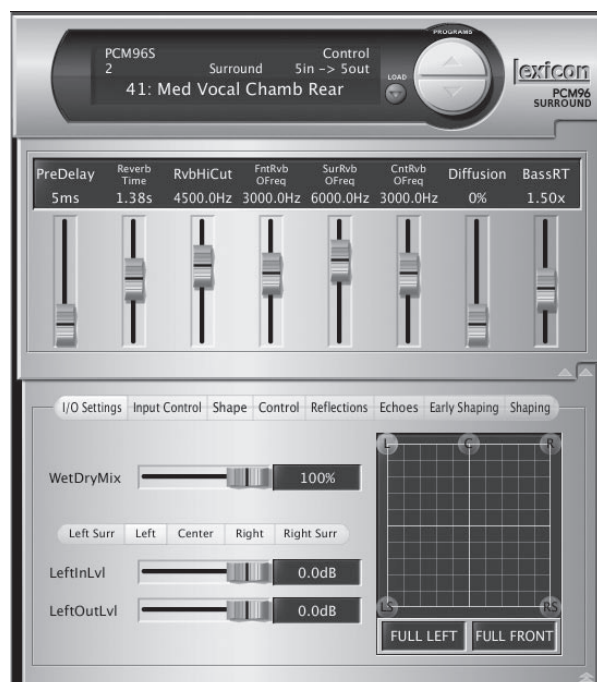 PROGRAMS
PCM96S Control
2 Surround 5in -> 5out
41: Med Vocal Chamb Rear
LOAD
lexicon
PCM96
SURROUND
PreDelay Reverb Time RvbHiCut FntRvb OFreq SurRvb OFreq CntRvb OFreq Diffusion BassRT
5ms 1.38s 4500.0Hz 3000.0Hz 6000.0Hz 3000.0Hz 0% 1.50x
I/O Settings Input Control Shape Control Reflections Echoes Early Shaping Shaping
L C R
WetDryMix 100%
Left Surr Left Center Right Right Surr
LeftInLvl 0.0dB
LeftOutLvl 0.0dB
LS RS
FULL LEFT FULL FRONT